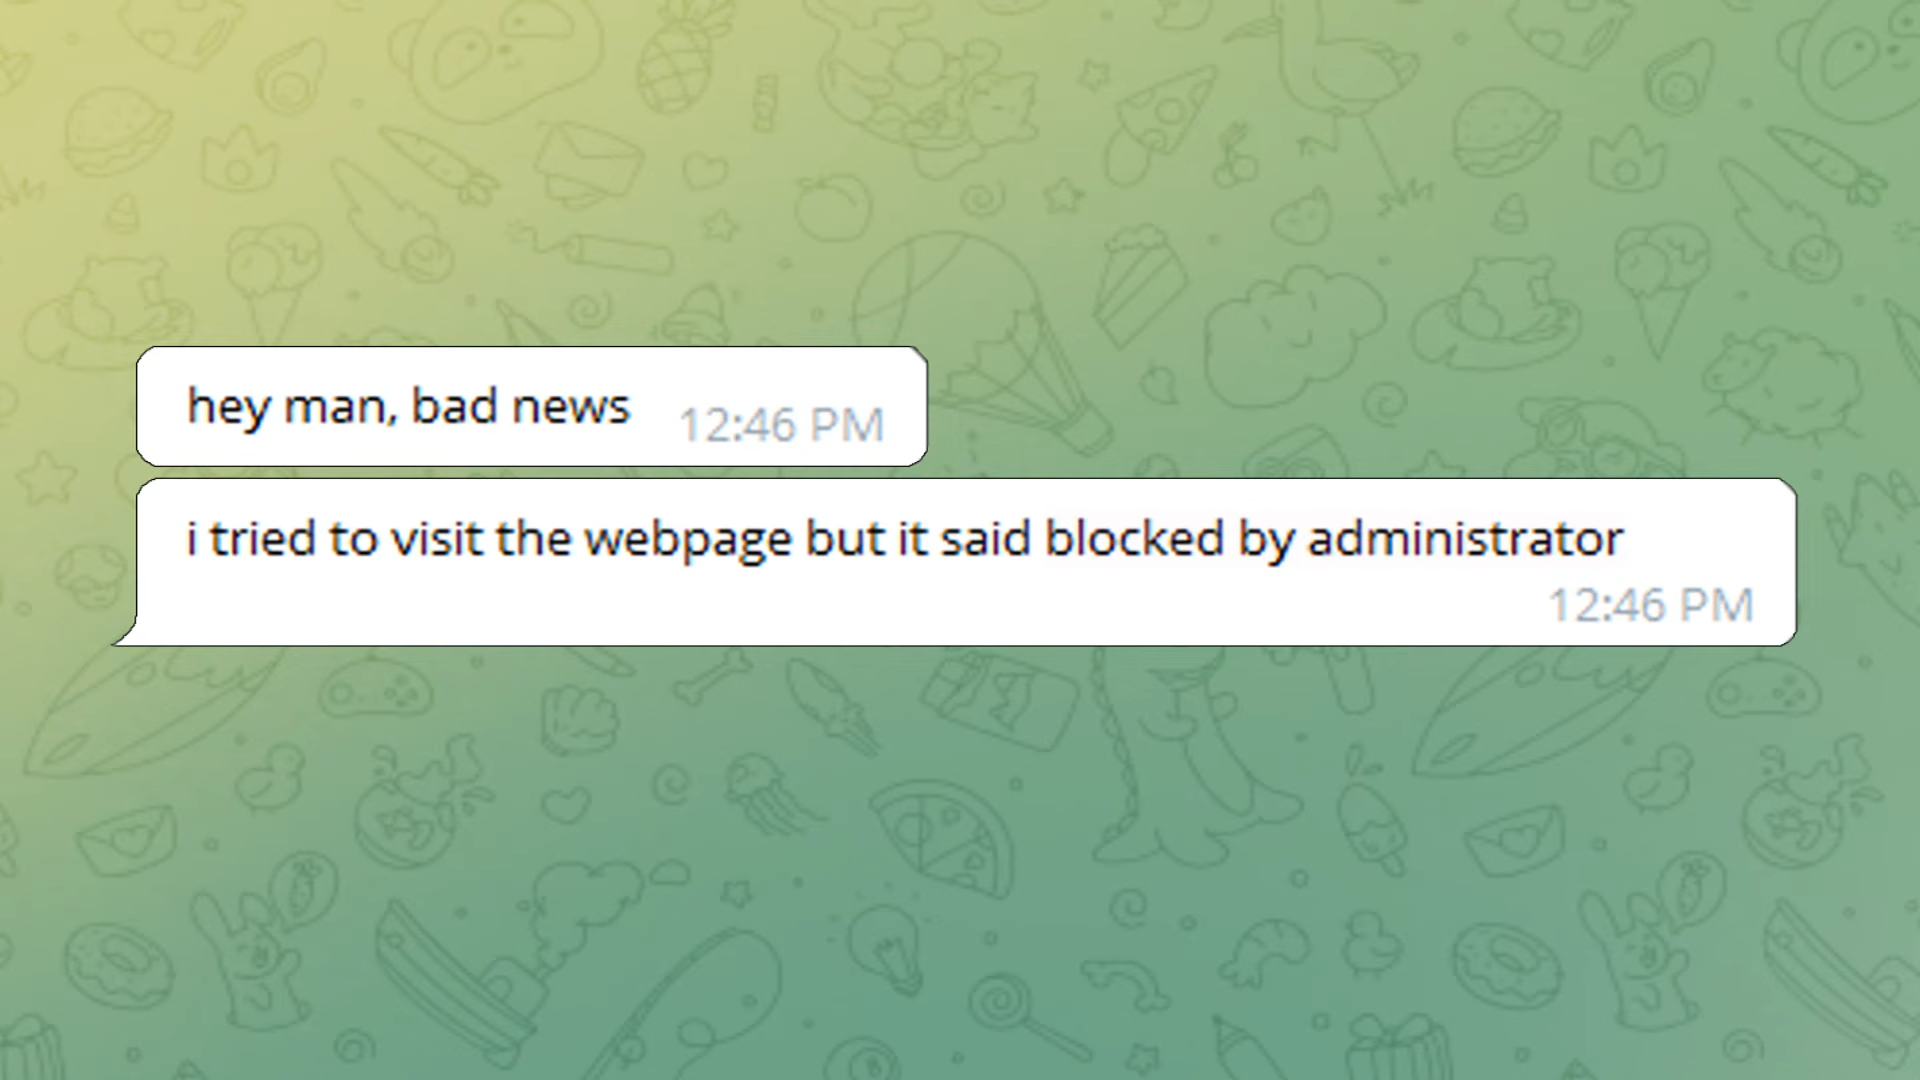 hey man, bad news 12:46 PM
i tried to visit the webpage but it said blocked by administrator
12:46 PM